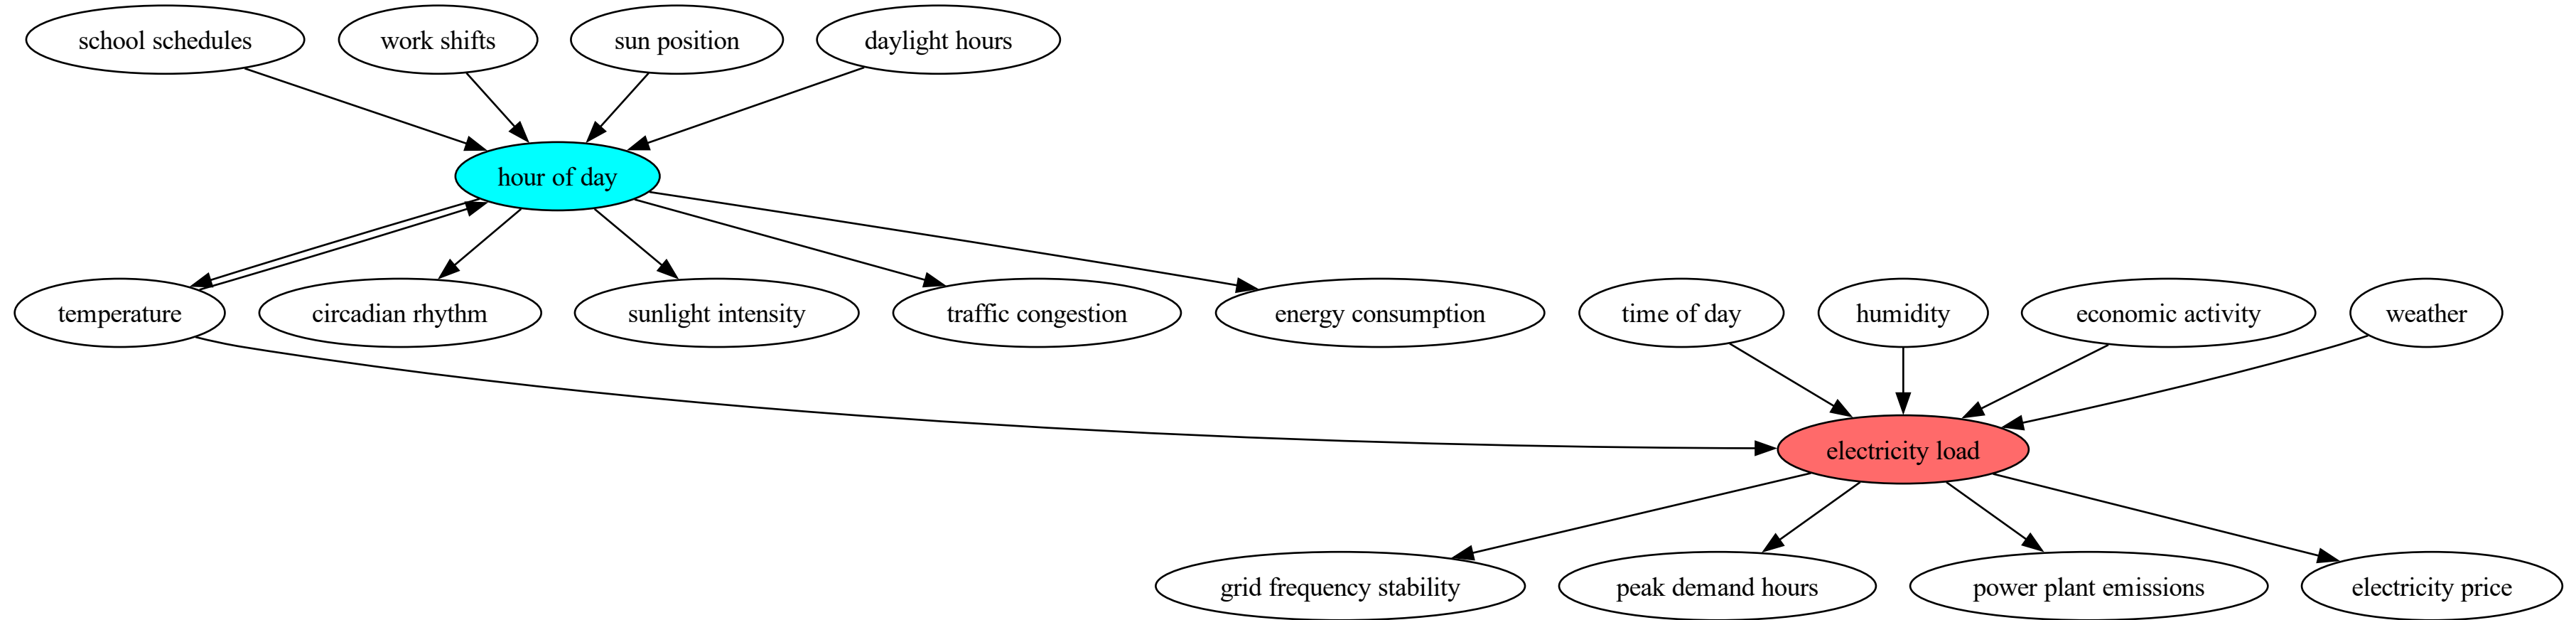 school schedules
work shifts
sun position
daylight hours
hour of day
temperature
circadian rhythm
sunlight intensity
traffic congestion
energy consumption
time of day
humidity
economic activity
weather
electricity load
grid frequency stability
peak demand hours
power plant emissions
electricity price